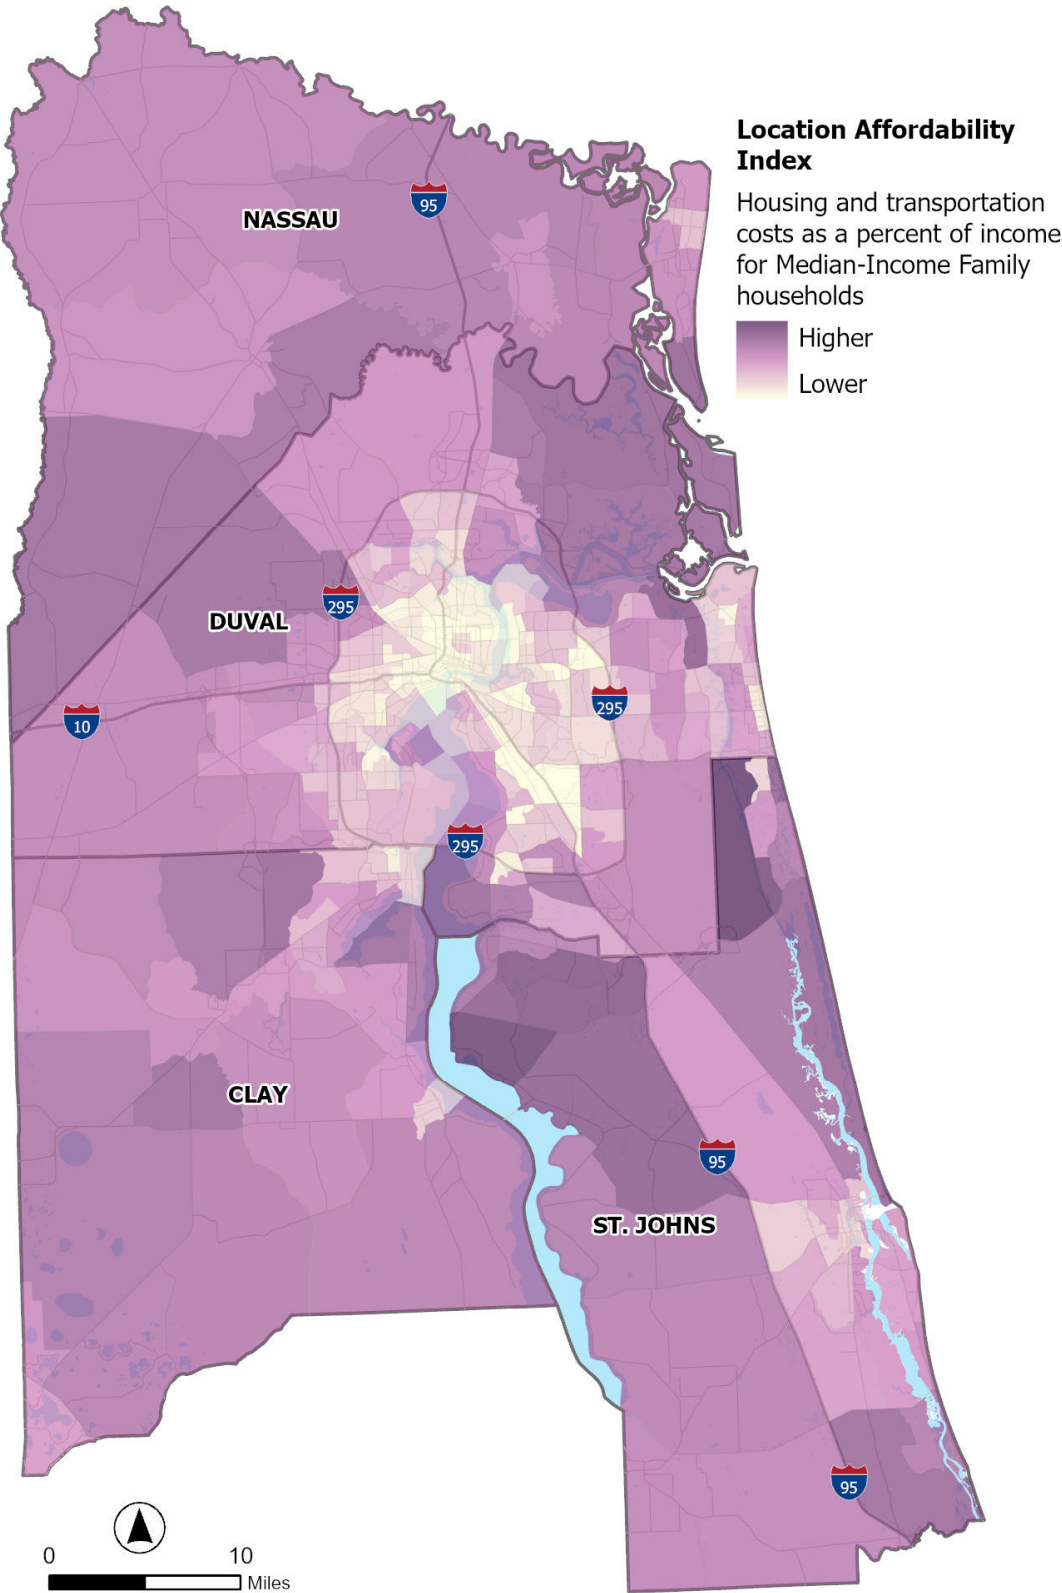 Location Affordability
Index
Housing and transportation
costs as a percent of income
for Median-Income Family
households
Higher
Lower
NASSAU
95
295
DUVAL
295
10
295
CLAY
95
ST. JOHNS
95
0 10
Miles